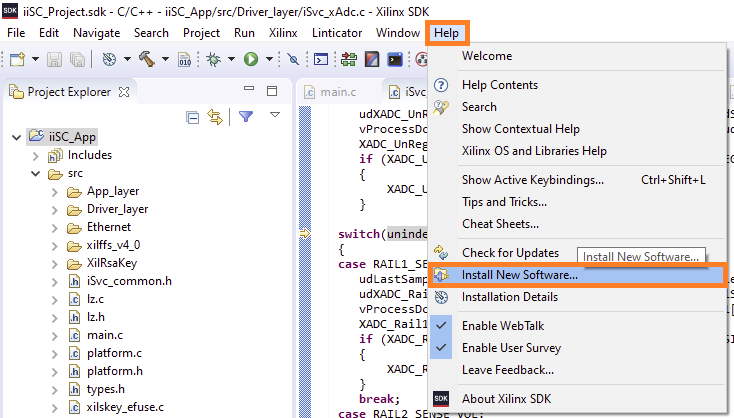 SDK iiSC_Project.sdk - C/C++ - iiSC_App/src/Driver_layer/iSvc_xAdc.c - Xilinx SDK
File Edit Navigate Search Project Run Xilinx Linticator Window Help
Project Explorer
main.c
iSv
iiSC_App
Includes
src
App_layer
Driver_layer
Ethernet
xilffs_v4_0
XilRsaKey
iSvc_common.h
lz.c
lz.h
main.c
platform.c
platform.h
types.h
xilskey_efuse.c
udXADC_UnR
vProcessDo
XADC_UnReg
if (XADC_U
{
XADC_U
}
switch(uninde
{
case RAIL1_SE
udLastSamp
udXADC_Rai
vProcessDo
XADC_Rail1
if (XADC_R
{
XADC_R
}
break;
case RAIL2_SENSE_VOL:
Welcome
Help Contents
Search
Show Contextual Help
Xilinx OS and Libraries Help
Show Active Keybindings... Ctrl+Shift+L
Tips and Tricks...
Cheat Sheets...
Check for Updates
Install New Software...
Install New Software...
Installation Details
Enable WebTalk
Enable User Survey
Leave Feedback...
SDK About Xilinx SDK